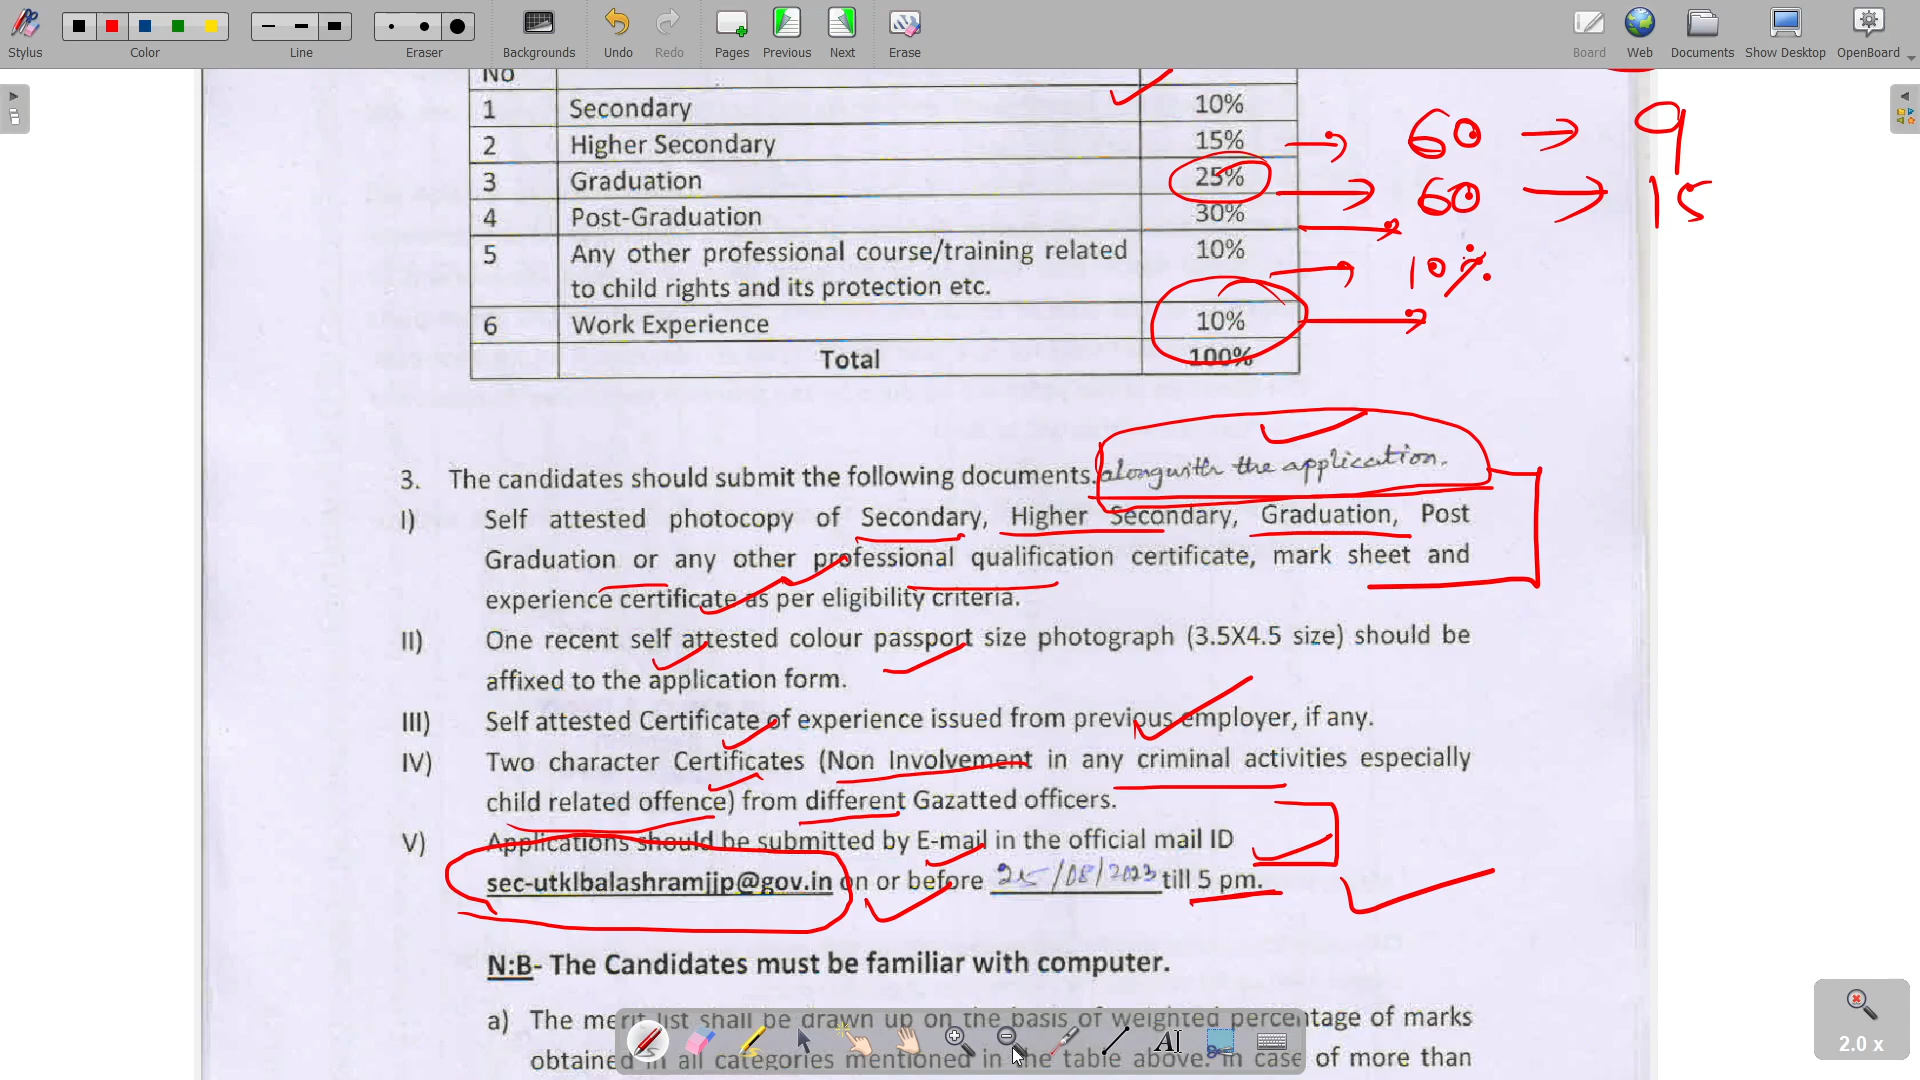 Stylus
Color
Line
Eraser
Backgrounds
Undo
Redo
Pages
Previous
Next
Erase
Board
Web
Documents
Show Desktop
OpenBoard
No
1 Secondary 10%
2 Higher Secondary 15% → 60 → 9
3 Graduation 25% → 60 → 15
4 Post-Graduation 30%
5 Any other professional course/training related 10% 10%
to child rights and its protection etc.
6 Work Experience 10%
Total 100%
3. The candidates should submit the following documents. alongwith the application.
I) Self attested photocopy of Secondary, Higher Secondary, Graduation, Post
Graduation or any other professional qualification certificate, mark sheet and
experience certificate as per eligibility criteria.
II) One recent self attested colour passport size photograph (3.5X4.5 size) should be
affixed to the application form.
III) Self attested Certificate of experience issued from previous employer, if any.
IV) Two character Certificates (Non Involvement in any criminal activities especially
child related offence) from different Gazatted officers.
V) Applications should be submitted by E-mail in the official mail ID
sec-utklbalashramjjp@gov.in on or before 25/08/2023 till 5 pm.
N:B- The Candidates must be familiar with computer.
a) The merit list shall be drawn up on the basis of weighted percentage of marks
obtained in all categories mentioned in the table above. In case of more than
2.0 x